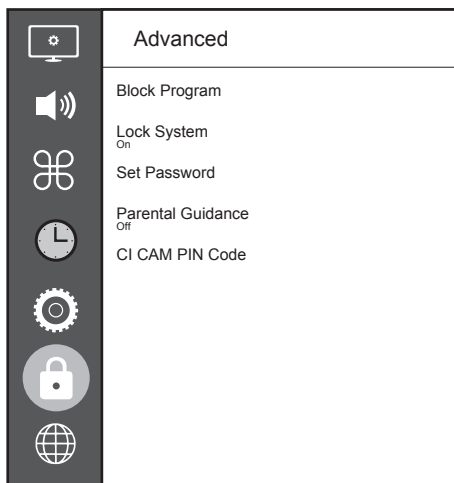 Advanced
Block Program
Lock System
On
Set Password
Parental Guidance
Off
CI CAM PIN Code